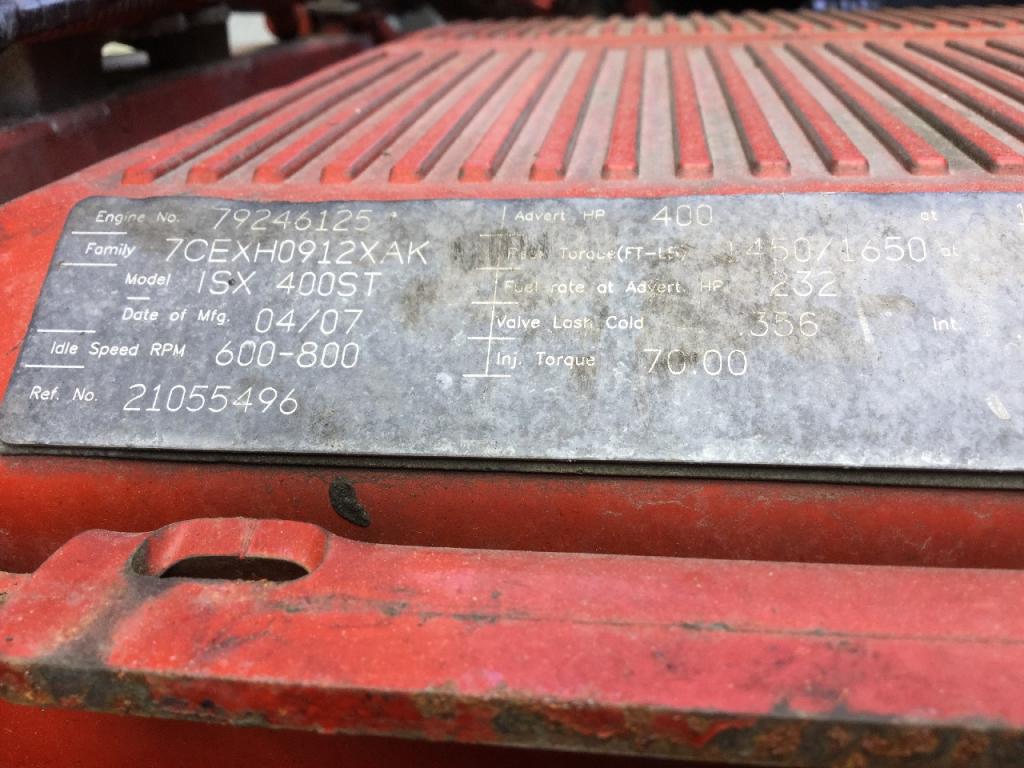 Engine No. 79246125 Advert. HP 400 at
Family 7CEXH0912XAK Peak Torque(FT-LB) 1450/1650 at
Model ISX 400ST Fuel rate at Advert. HP 232
Date of Mfg. 04/07 Valve Lash Cold .356 Int.
Idle Speed RPM 600-800 Inj. Torque 70.00
Ref. No. 21055496